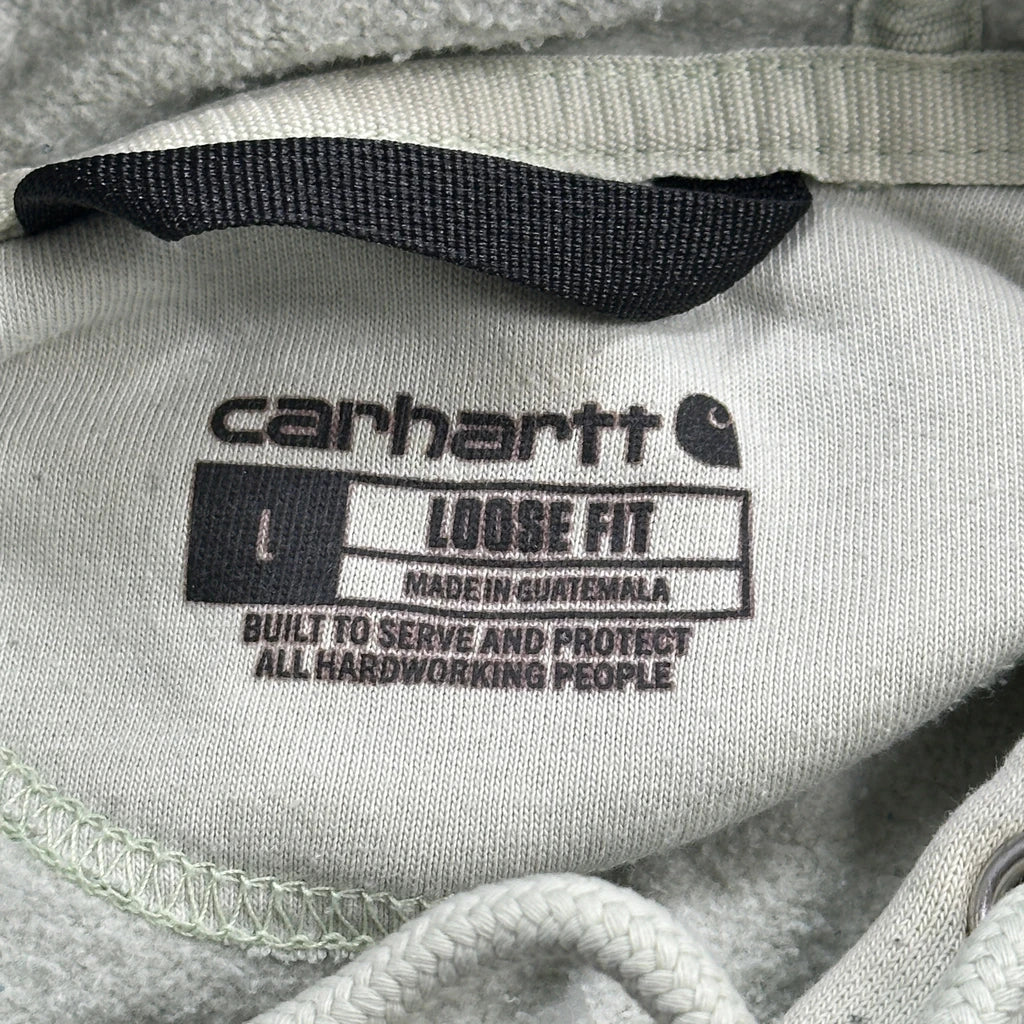 carhartt
L
LOOSE FIT
MADE IN GUATEMALA
BUILT TO SERVE AND PROTECT
ALL HARDWORKING PEOPLE